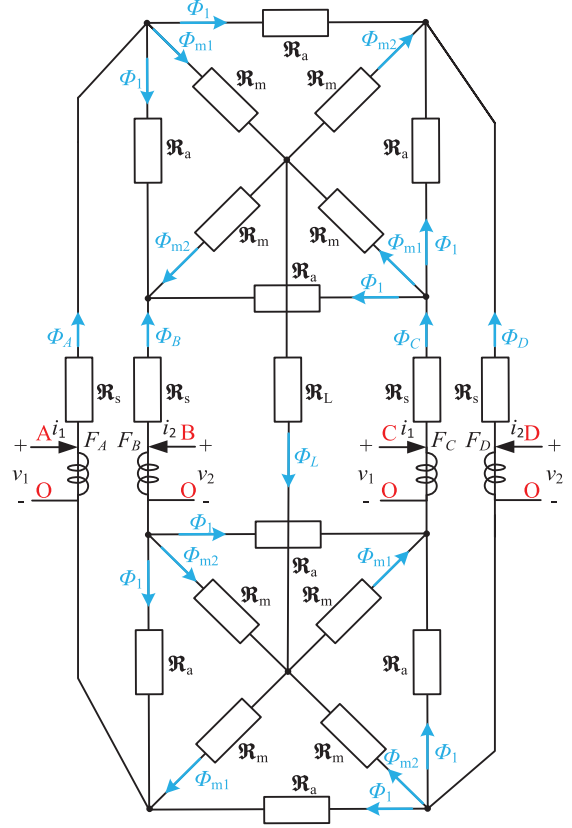 Φ1
Φm1 Φm2
ℜa
Φ1 ℜm ℜm
ℜa ℜa
Φm2 ℜm ℜm Φm1 Φ1
ℜa Φ1
ΦA ΦB ΦC ΦD
ℜs ℜs ℜL ℜs ℜs
+ A i1 FA FB i2 B + + C i1 FC FD i2 D +
v1 v2 ΦL v1 v2
- O O - - O O -
Φ1
Φm2 ℜa Φm1
Φ1 ℜm ℜm
ℜa ℜa
Φm1 ℜm ℜm Φm2 Φ1
ℜa Φ1